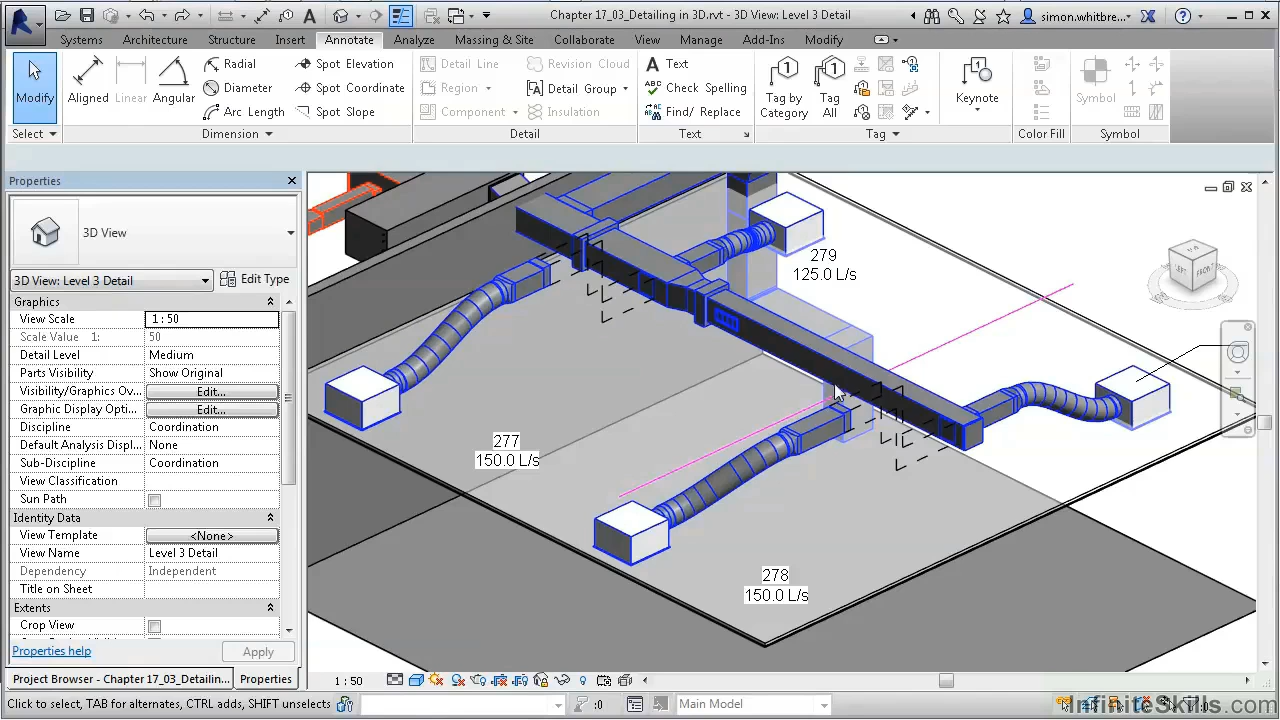 Chapter 17_03_Detailing in 3D.rvt - 3D View: Level 3 Detail
simon.whitbre...
Systems Architecture Structure Insert Annotate Analyze Massing & Site Collaborate View Manage Add-Ins Modify
Modify
Aligned Linear Angular
Radial
Diameter
Arc Length
Spot Elevation
Spot Coordinate
Spot Slope
Detail Line
Region
Component
Revision Cloud
Detail Group
Insulation
Text
Check Spelling
Find/ Replace
Tag by
Category
Tag
All
Keynote
Symbol
Select Dimension Detail Text Tag Color Fill Symbol
Properties
3D View
3D View: Level 3 Detail Edit Type
Graphics
View Scale 1 : 50
Scale Value 1: 50
Detail Level Medium
Parts Visibility Show Original
Visibility/Graphics Ov... Edit...
Graphic Display Opti... Edit...
Discipline Coordination
Default Analysis Displ... None
Sub-Discipline Coordination
View Classification
Sun Path
Identity Data
View Template <None>
View Name Level 3 Detail
Dependency Independent
Title on Sheet
Extents
Crop View
Properties help Apply
Project Browser - Chapter 17_03_Detailin... Properties
279
125.0 L/s
277
150.0 L/s
278
150.0 L/s
LEFT FRONT
1 : 50
Click to select, TAB for alternates, CTRL adds, SHIFT unselects
:0
Main Model
InfiniteSkills.com